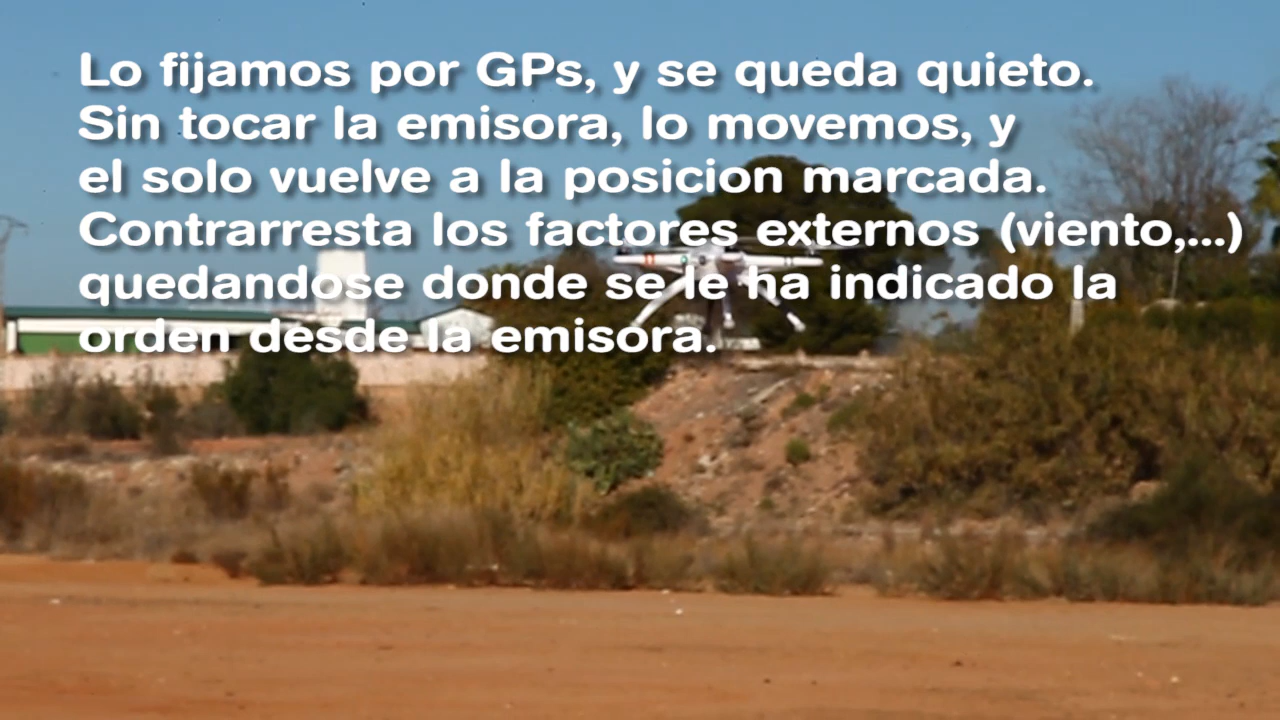 Lo fijamos por GPs, y se queda quieto.
Sin tocar la emisora, lo movemos, y
el solo vuelve a la posicion marcada.
Contrarresta los factores externos (viento,...)
quedandose donde se le ha indicado la
orden desde la emisora.